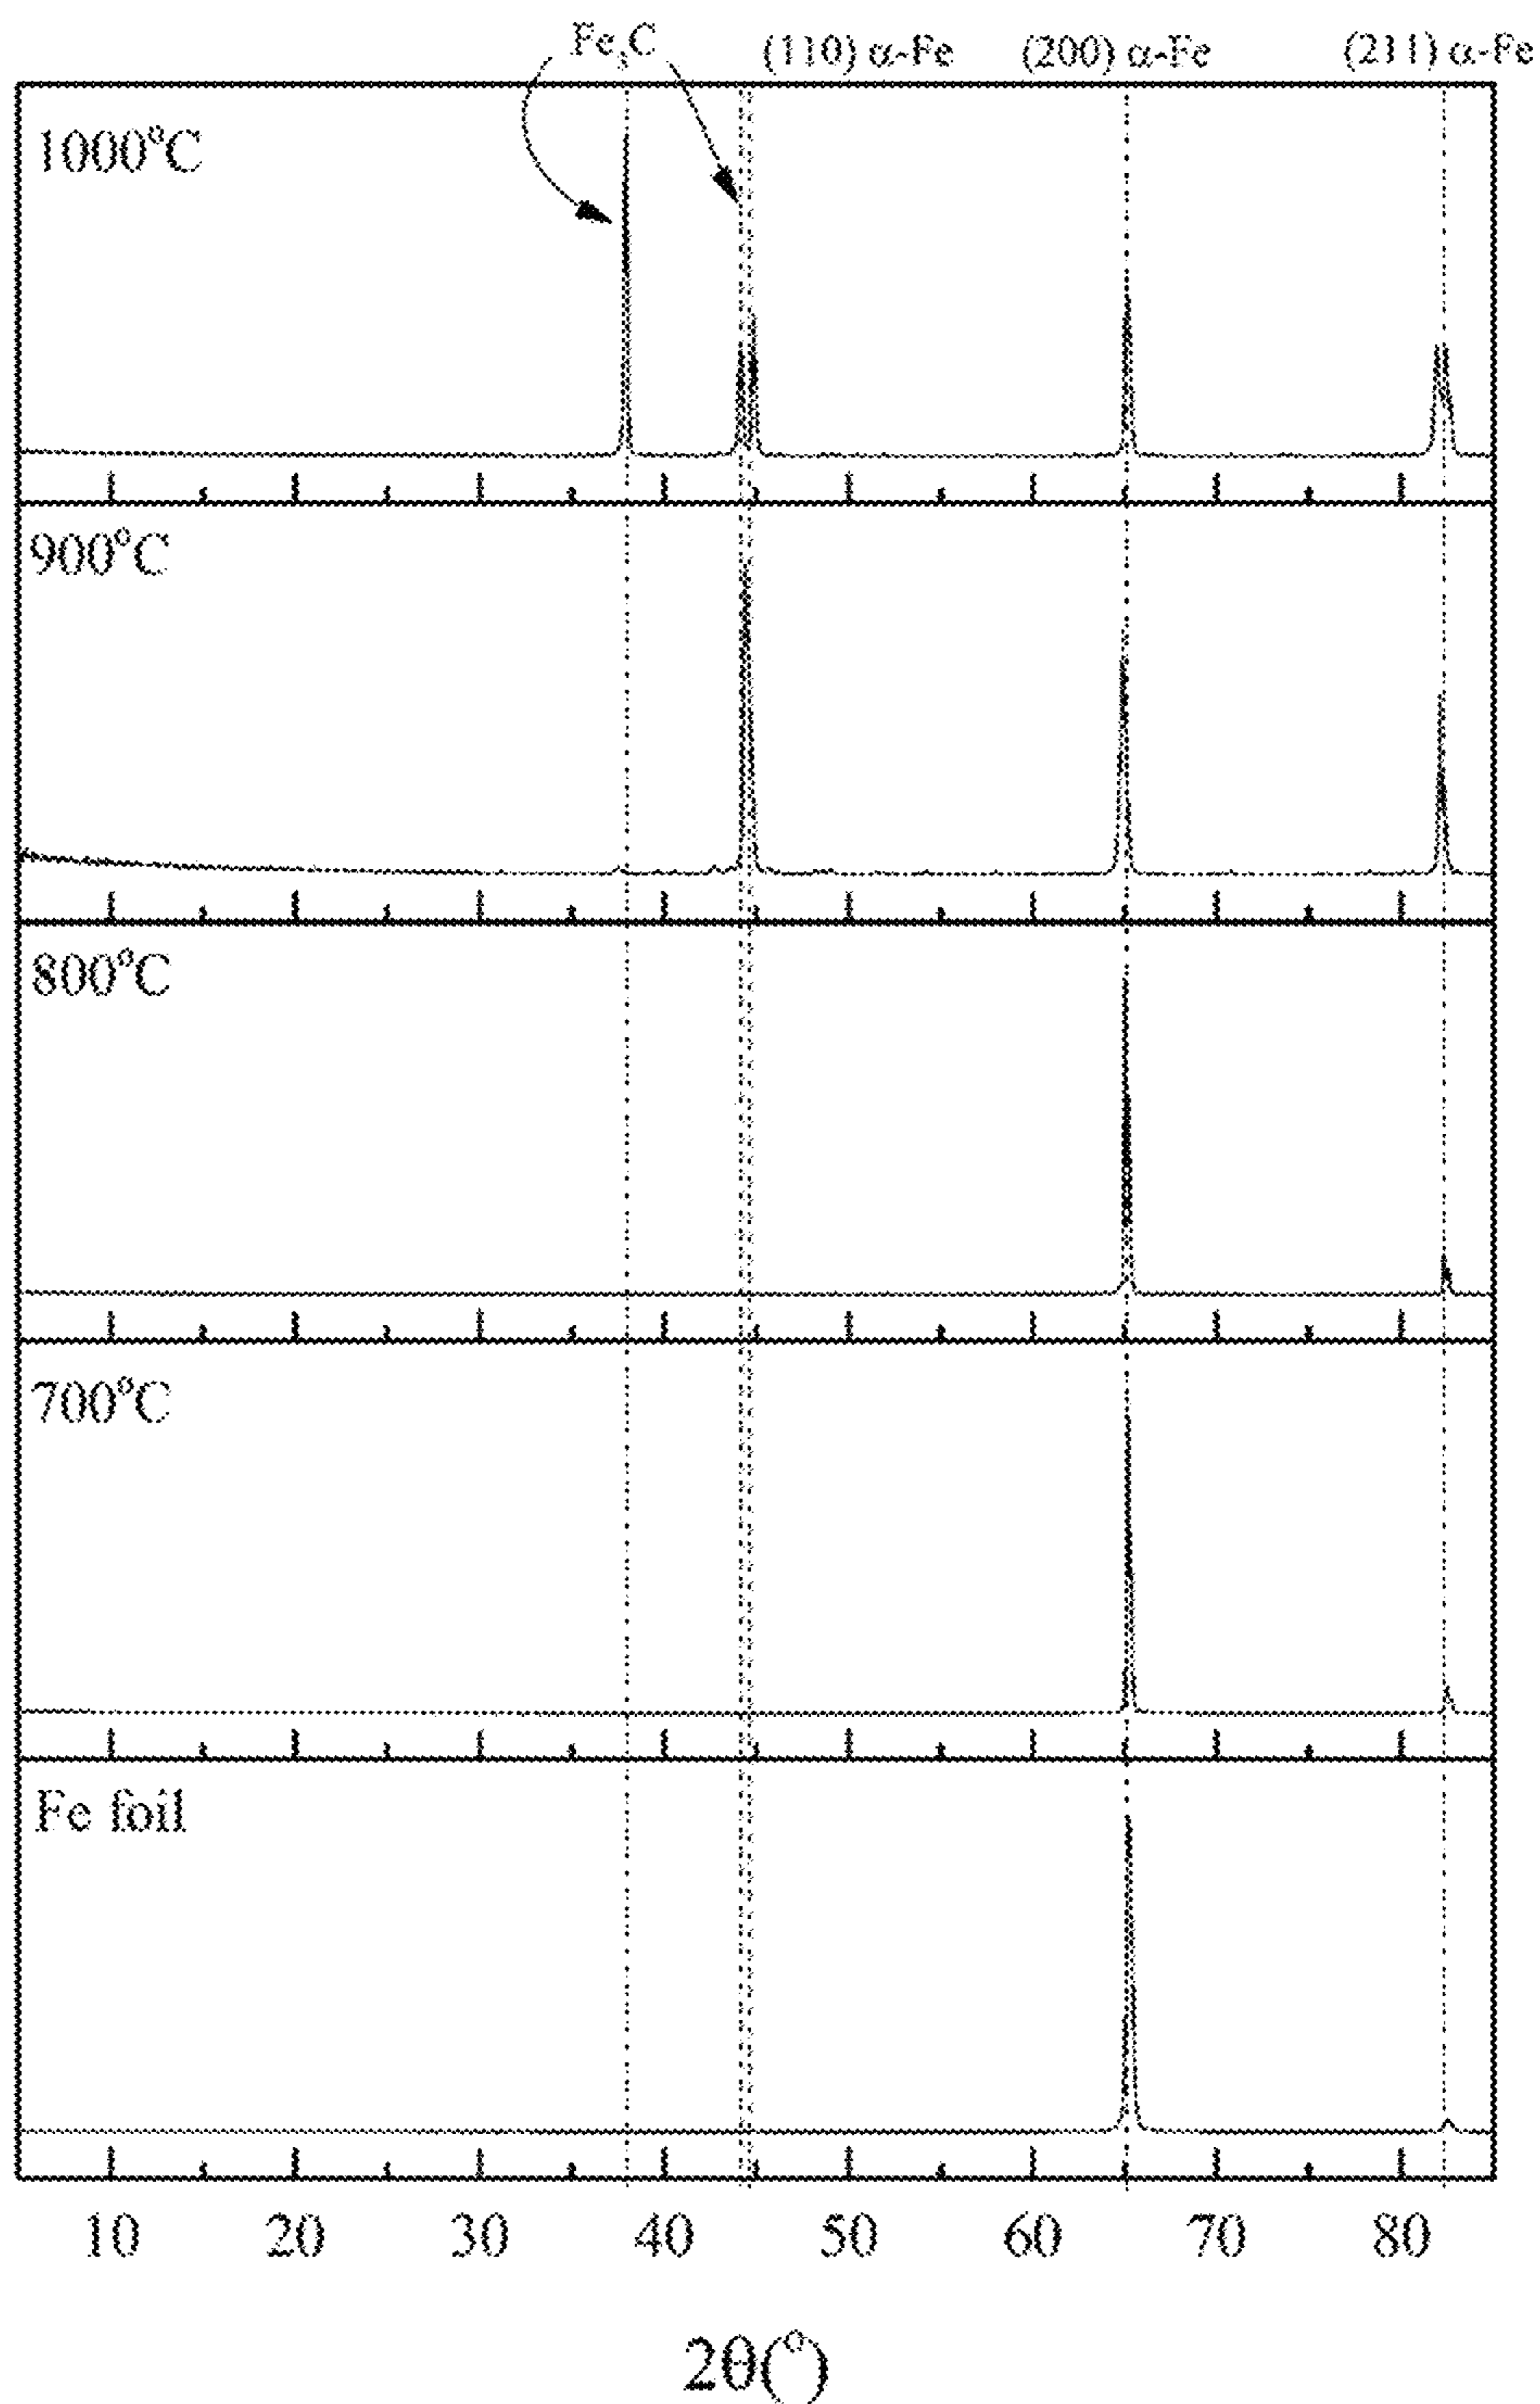 Fe₃C (110) α-Fe (200) α-Fe (211) α-Fe
1000°C
900°C
800°C
700°C
Fe foil
10 20 30 40 50 60 70 80
2θ(°)